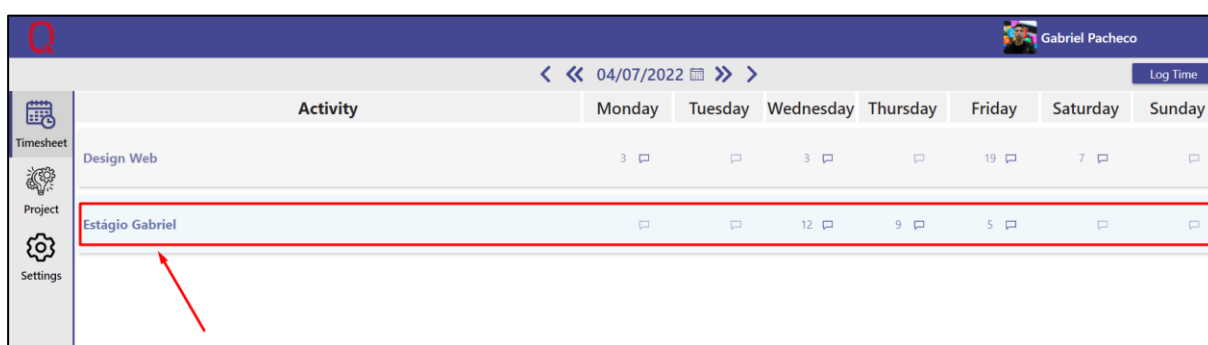 Q
Gabriel Pacheco
04/07/2022
Log Time
Activity Monday Tuesday Wednesday Thursday Friday Saturday Sunday
Timesheet
Design Web 3 3 19 7
Project
Estágio Gabriel 12 9 5
Settings